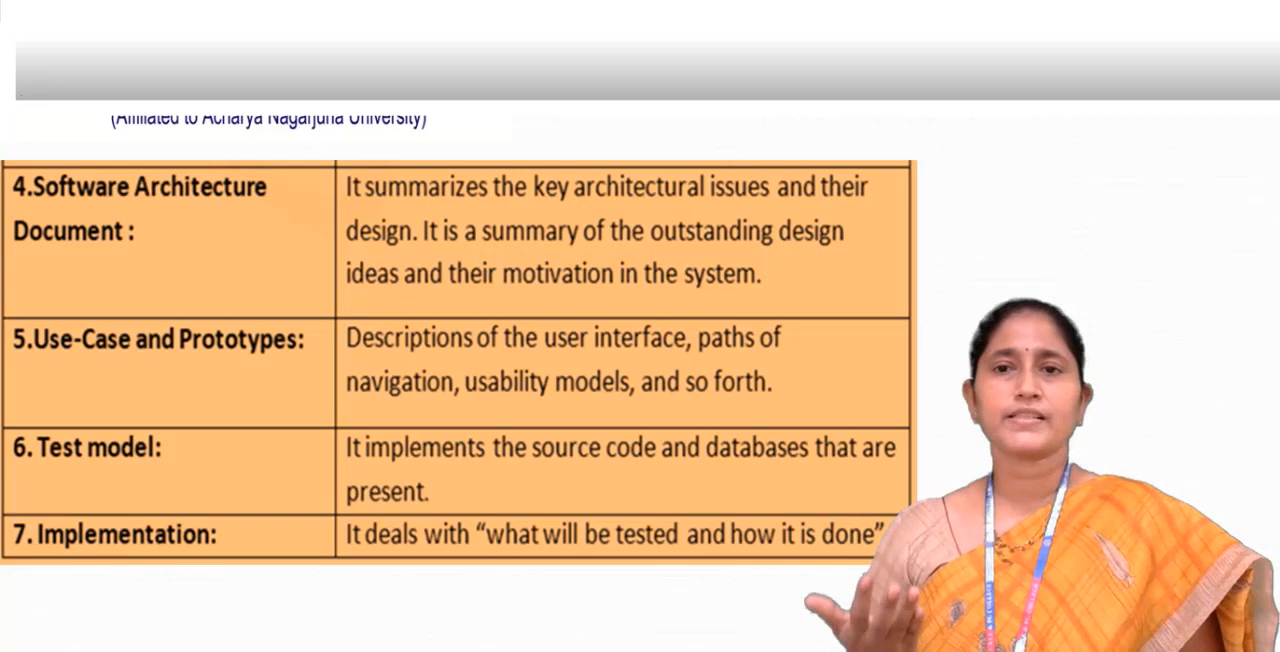 (Affiliated to Acharya Nagarjuna University)
4.Software Architecture
Document :
It summarizes the key architectural issues and their
design. It is a summary of the outstanding design
ideas and their motivation in the system.
5.Use-Case and Prototypes:
Descriptions of the user interface, paths of
navigation, usability models, and so forth.
6. Test model:
It implements the source code and databases that are
present.
7. Implementation:
It deals with “what will be tested and how it is done”